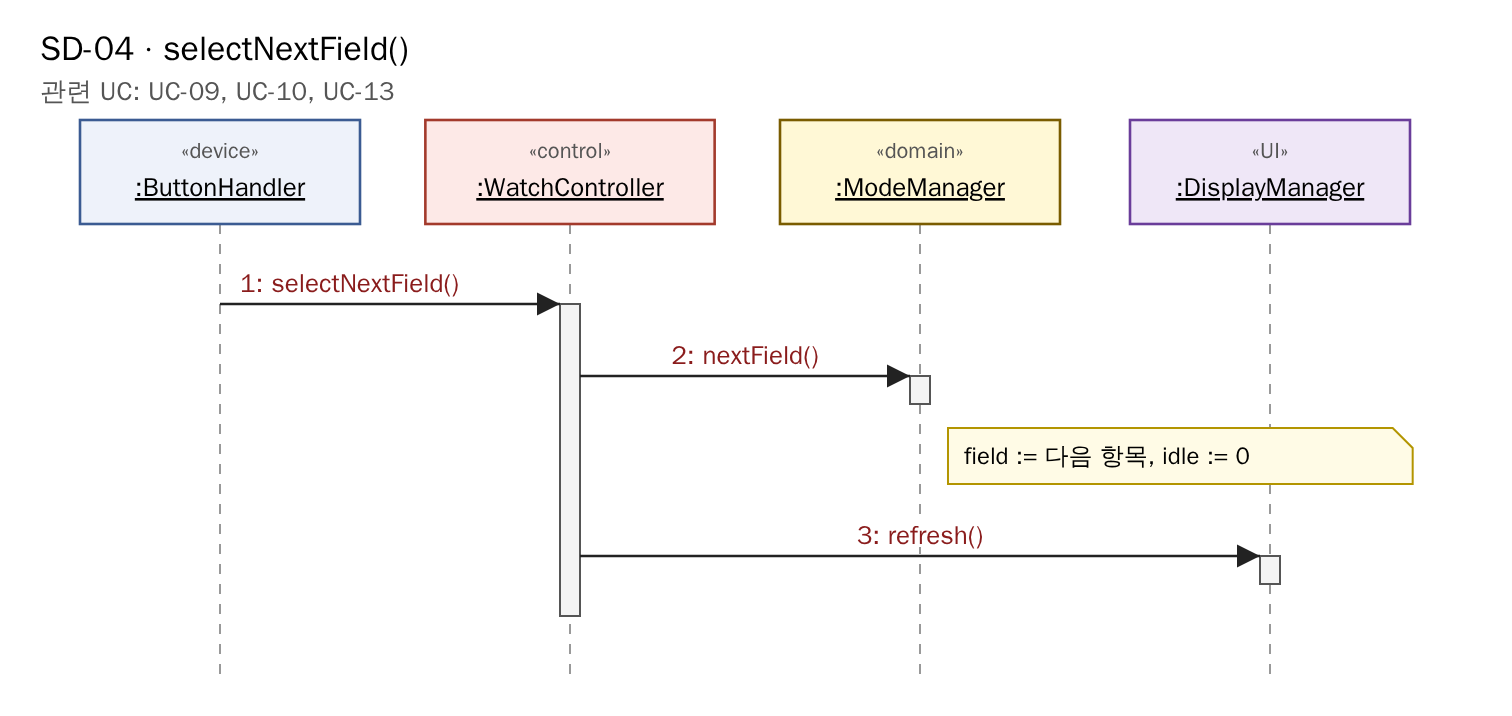 SD-04 · selectNextField()
관련 UC: UC-09, UC-10, UC-13
«device»
:ButtonHandler
«control»
:WatchController
«domain»
:ModeManager
«UI»
:DisplayManager
1: selectNextField()
2: nextField()
field := 다음 항목, idle := 0
3: refresh()